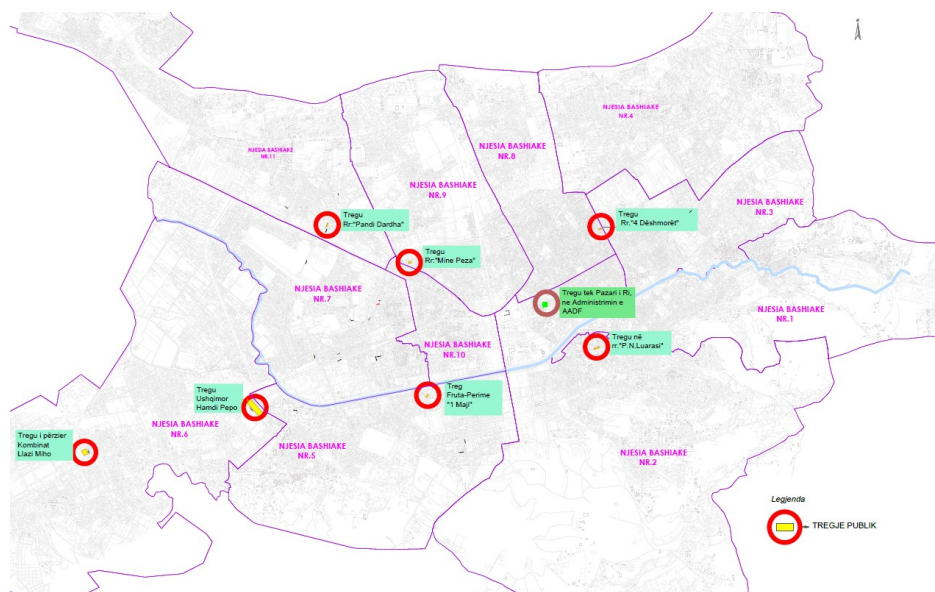 NJESIA BASHIAKE
NR.4
NJESIA BASHIAKE
NR.11
NJESIA BASHIAKE
NR.8
NJESIA BASHIAKE
NR.9
NJESIA BASHIAKE
NR.3
Tregu
Rr."Pandi Dardha"
Tregu
Rr."4 Dëshmorët"
Tregu
Rr."Mine Peza"
NJESIA BASHIAKE
NR.7
Tregu tek Pazari i Ri,
ne Administrimin e
AADF
NJESIA BASHIAKE
NR.1
Tregu në
rr."P.N.Luarasi"
NJESIA BASHIAKE
NR.10
Tregu
Ushqimor
Hamdi Pepo
Treg
Fruta-Perime
"1 Maji"
NJESIA BASHIAKE
NR.6
Tregu i përzier
Kombinat
Llazi Miho
NJESIA BASHIAKE
NR.5
NJESIA BASHIAKE
NR.2
Legjenda
TREGJE PUBLIK